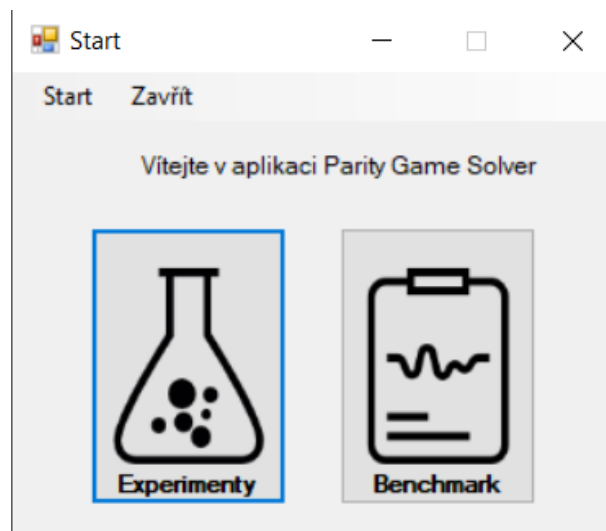 Start
Start Zavřít
Vítejte v aplikaci Parity Game Solver
Experimenty Benchmark